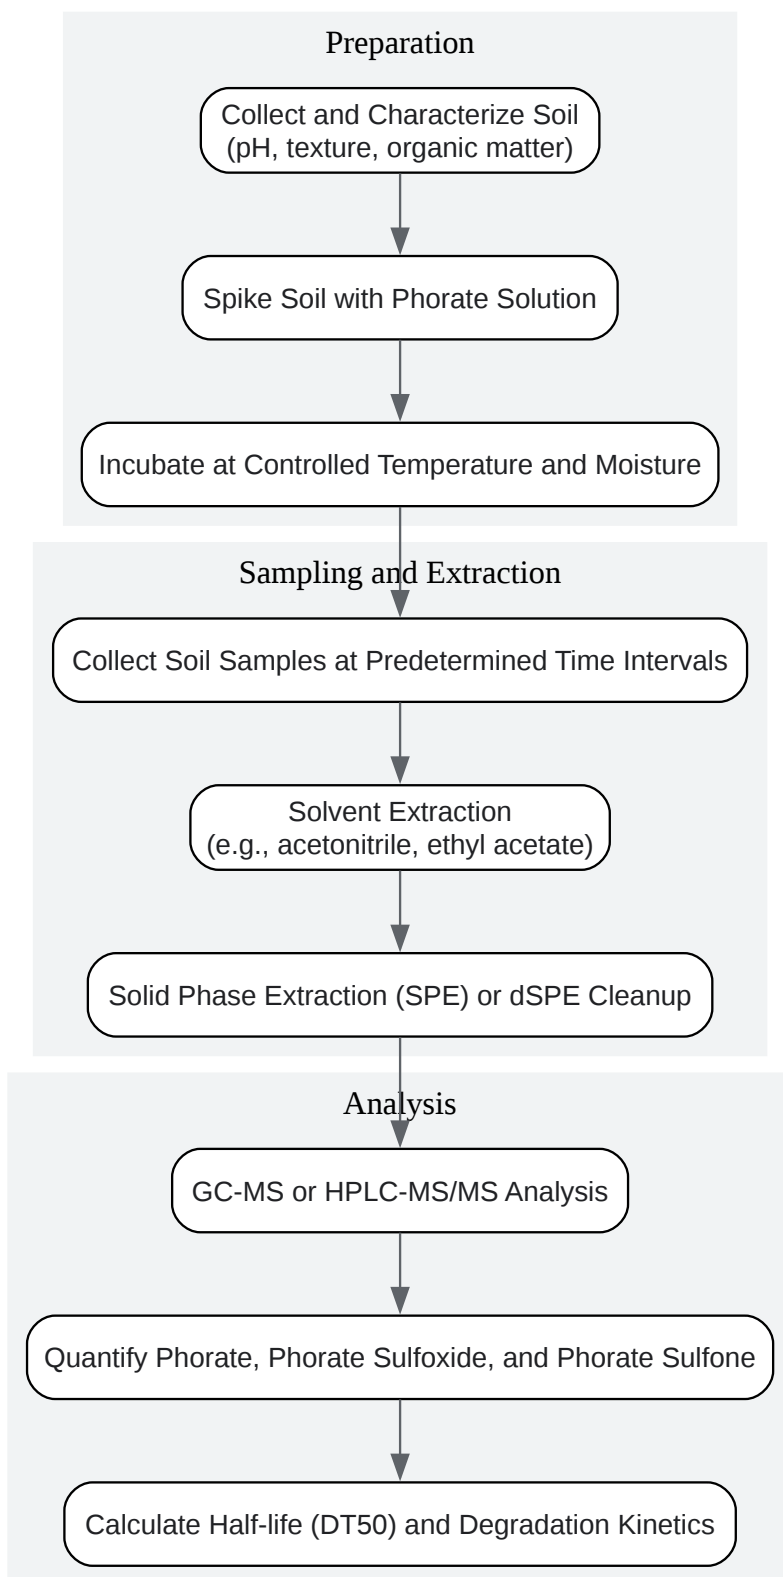 Preparation
Collect and Characterize Soil
(pH, texture, organic matter)
Spike Soil with Phorate Solution
Incubate at Controlled Temperature and Moisture
Sampling and Extraction
Collect Soil Samples at Predetermined Time Intervals
Solvent Extraction
(e.g., acetonitrile, ethyl acetate)
Solid Phase Extraction (SPE) or dSPE Cleanup
Analysis
GC-MS or HPLC-MS/MS Analysis
Quantify Phorate, Phorate Sulfoxide, and Phorate Sulfone
Calculate Half-life (DT50) and Degradation Kinetics